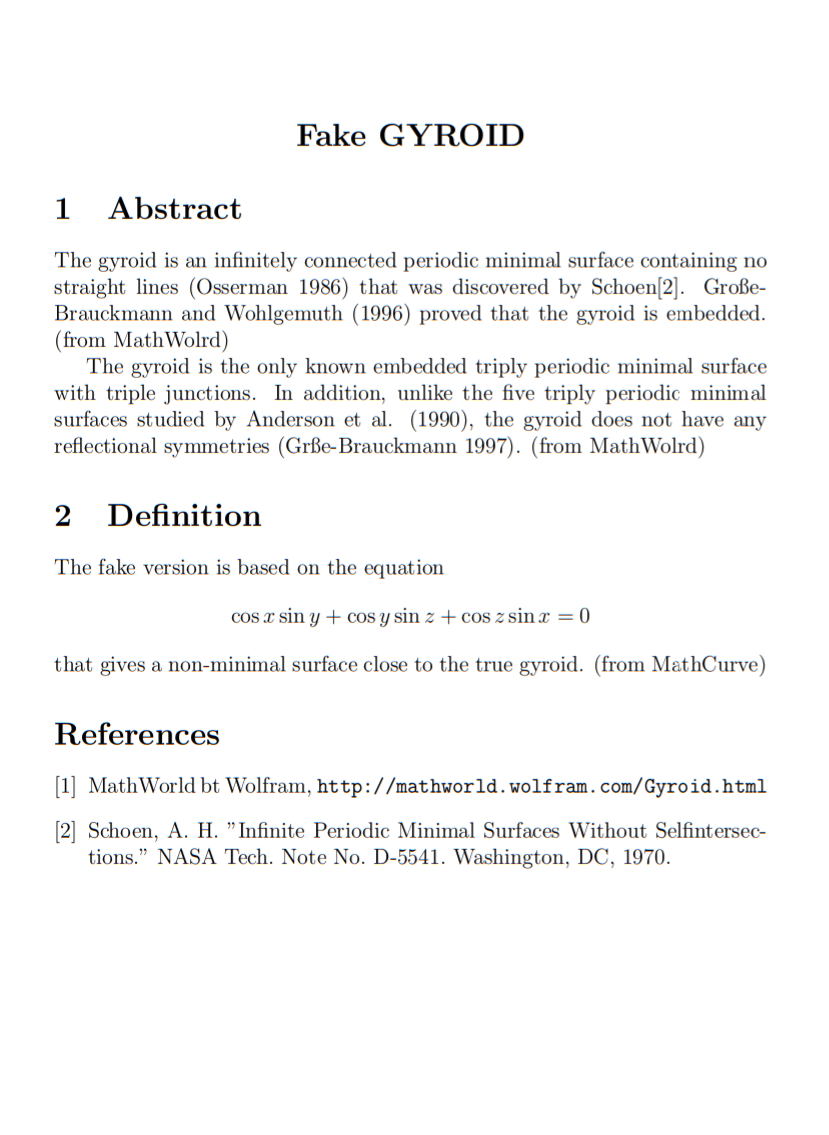 Fake GYROID
1 Abstract
The gyroid is an infinitely connected periodic minimal surface containing no
straight lines (Osserman 1986) that was discovered by Schoen[2]. Große-
Brauckmann and Wohlgemuth (1996) proved that the gyroid is embedded.
(from MathWolrd)
The gyroid is the only known embedded triply periodic minimal surface
with triple junctions. In addition, unlike the five triply periodic minimal
surfaces studied by Anderson et al. (1990), the gyroid does not have any
reflectional symmetries (Grße-Brauckmann 1997). (from MathWolrd)
2 Definition
The fake version is based on the equation
cos x sin y + cos y sin z + cos z sin x = 0
that gives a non-minimal surface close to the true gyroid. (from MathCurve)
References
[1] MathWorld bt Wolfram, http://mathworld.wolfram.com/Gyroid.html
[2] Schoen, A. H. ”Infinite Periodic Minimal Surfaces Without Selfintersec-
tions.” NASA Tech. Note No. D-5541. Washington, DC, 1970.